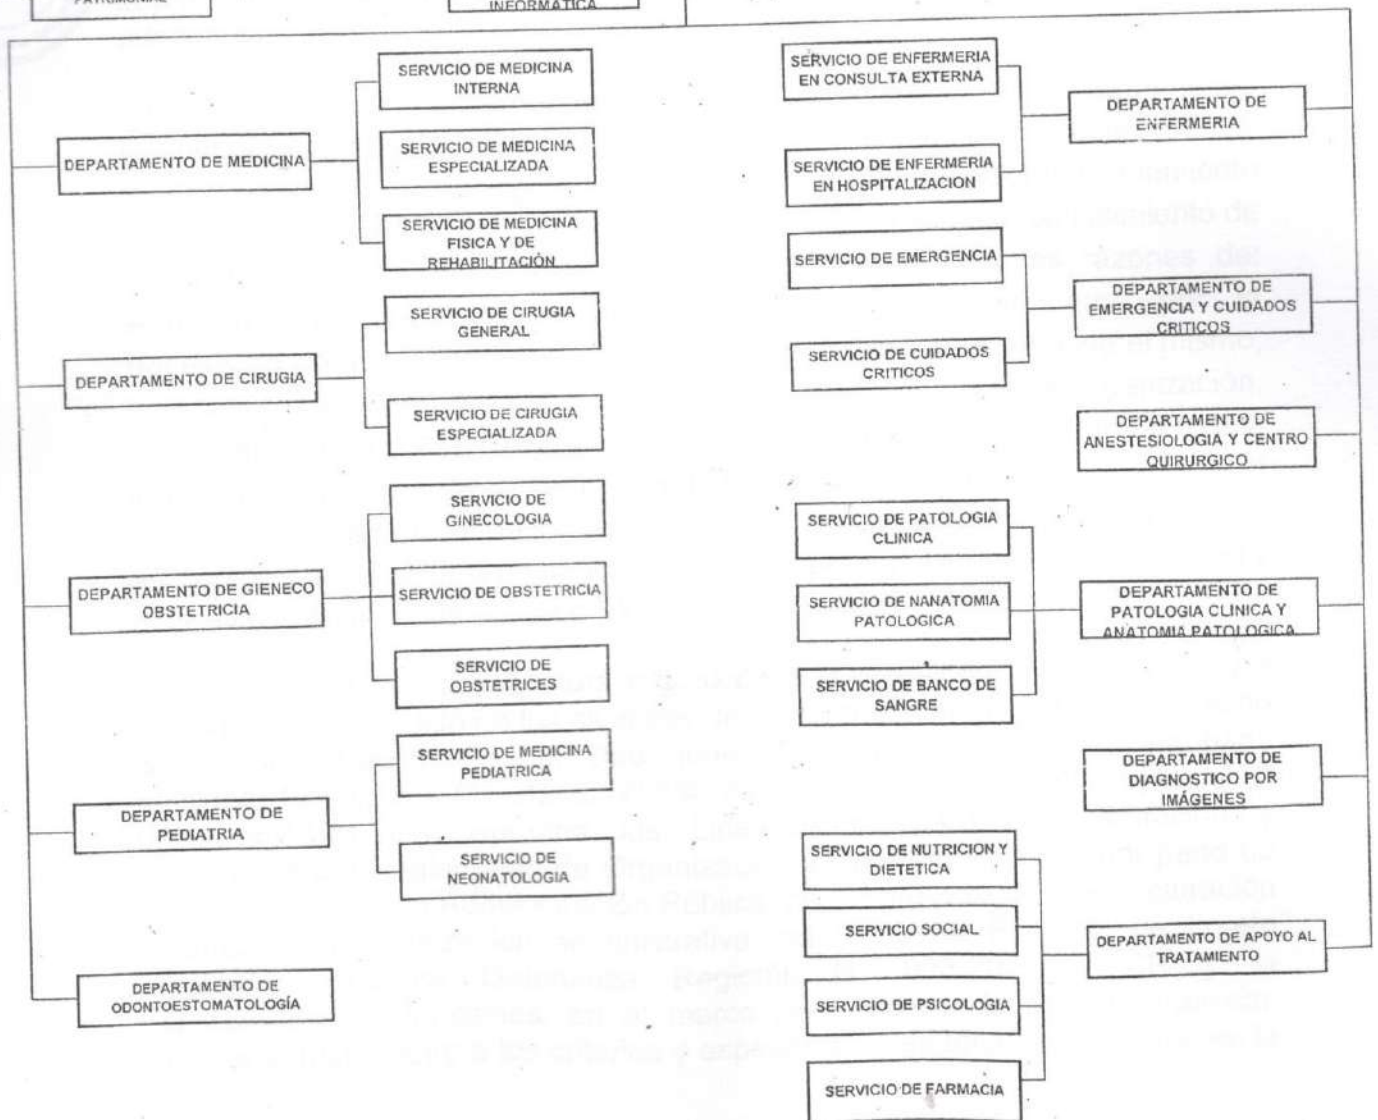 PATRIMONIAL
INFORMATICA
SERVICIO DE MEDICINA
INTERNA
DEPARTAMENTO DE MEDICINA
SERVICIO DE MEDICINA
ESPECIALIZADA
SERVICIO DE MEDICINA
FISICA Y DE
REHABILITACIÓN
SERVICIO DE CIRUGIA
GENERAL
DEPARTAMENTO DE CIRUGIA
SERVICIO DE CIRUGIA
ESPECIALIZADA
SERVICIO DE
GINECOLOGIA
DEPARTAMENTO DE GIENECO
OBSTETRICIA
SERVICIO DE OBSTETRICIA
SERVICIO DE
OBSTETRICES
SERVICIO DE MEDICINA
PEDIATRICA
DEPARTAMENTO DE
PEDIATRIA
SERVICIO DE
NEONATOLOGIA
DEPARTAMENTO DE
ODONTOESTOMATOLOGÍA
SERVICIO DE ENFERMERIA
EN CONSULTA EXTERNA
DEPARTAMENTO DE
ENFERMERIA
SERVICIO DE ENFERMERIA
EN HOSPITALIZACION
SERVICIO DE EMERGENCIA
DEPARTAMENTO DE
EMERGENCIA Y CUIDADOS
CRITICOS
SERVICIO DE CUIDADOS
CRITICOS
DEPARTAMENTO DE
ANESTESIOLOGIA Y CENTRO
QUIRURGICO
SERVICIO DE PATOLOGIA
CLINICA
SERVICIO DE NANATOMIA
PATOLOGICA
DEPARTAMENTO DE
PATOLOGIA CLINICA Y
ANATOMIA PATOLOGICA
SERVICIO DE BANCO DE
SANGRE
DEPARTAMENTO DE
DIAGNOSTICO POR
IMÁGENES
SERVICIO DE NUTRICION Y
DIETETICA
SERVICIO SOCIAL
DEPARTAMENTO DE APOYO AL
TRATAMIENTO
SERVICIO DE PSICOLOGIA
SERVICIO DE FARMACIA